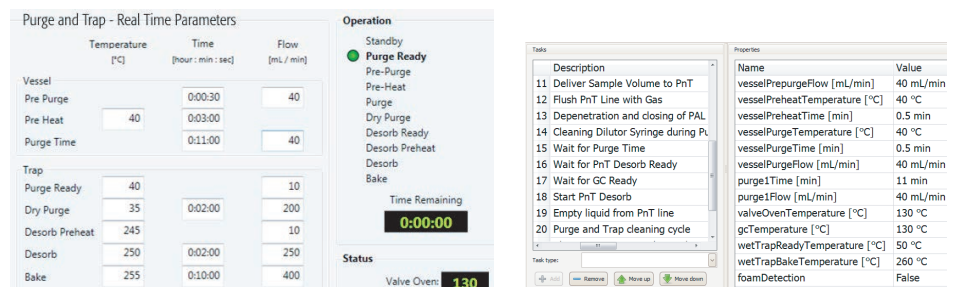 Purge and Trap - Real Time Parameters
Temperature Time Flow
[°C] [hour : min : sec] [mL / min]
Vessel
Pre Purge 0:00:30 40
Pre Heat 40 0:03:00
Purge Time 0:11:00 40
Trap
Purge Ready 40 10
Dry Purge 35 0:02:00 200
Desorb Preheat 245 10
Desorb 250 0:02:00 250
Bake 255 0:10:00 400
Operation
Standby
Purge Ready
Pre-Purge
Pre-Heat
Purge
Dry Purge
Desorb Ready
Desorb Preheat
Desorb
Bake
Time Remaining
0:00:00
Status
Valve Oven: 130
Tasks
Description
11 Deliver Sample Volume to PnT
12 Flush PnT Line with Gas
13 Depenetration and closing of PAL
14 Cleaning Dilutor Syringe during Pu
15 Wait for Purge Time
16 Wait for PnT Desorb Ready
17 Wait for GC Ready
18 Start PnT Desorb
19 Empty liquid from PnT line
20 Purge and Trap cleaning cycle
Task type:
Add Remove Move up Move down
Properties
Name Value
vesselPrepurgeFlow [mL/min] 40 mL/min
vesselPreheatTemperature [°C] 40 °C
vesselPreheatTime [min] 0.5 min
vesselPurgeTemperature [°C] 40 °C
vesselPurgeTime [min] 0.5 min
vesselPurgeFlow [mL/min] 40 mL/min
purge1Time [min] 11 min
purge1Flow [mL/min] 40 mL/min
valveOvenTemperature [°C] 130 °C
gcTemperature [°C] 130 °C
wetTrapReadyTemperature [°C] 50 °C
wetTrapBakeTemperature [°C] 260 °C
foamDetection False